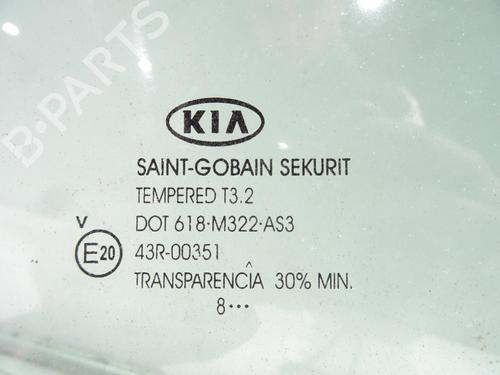 B-PARTS
KIA
SAINT-GOBAIN SEKURIT
TEMPERED T3.2
V DOT 618-M322-AS3
E20 43R-00351
TRANSPARENCIA 30% MIN.
8•••